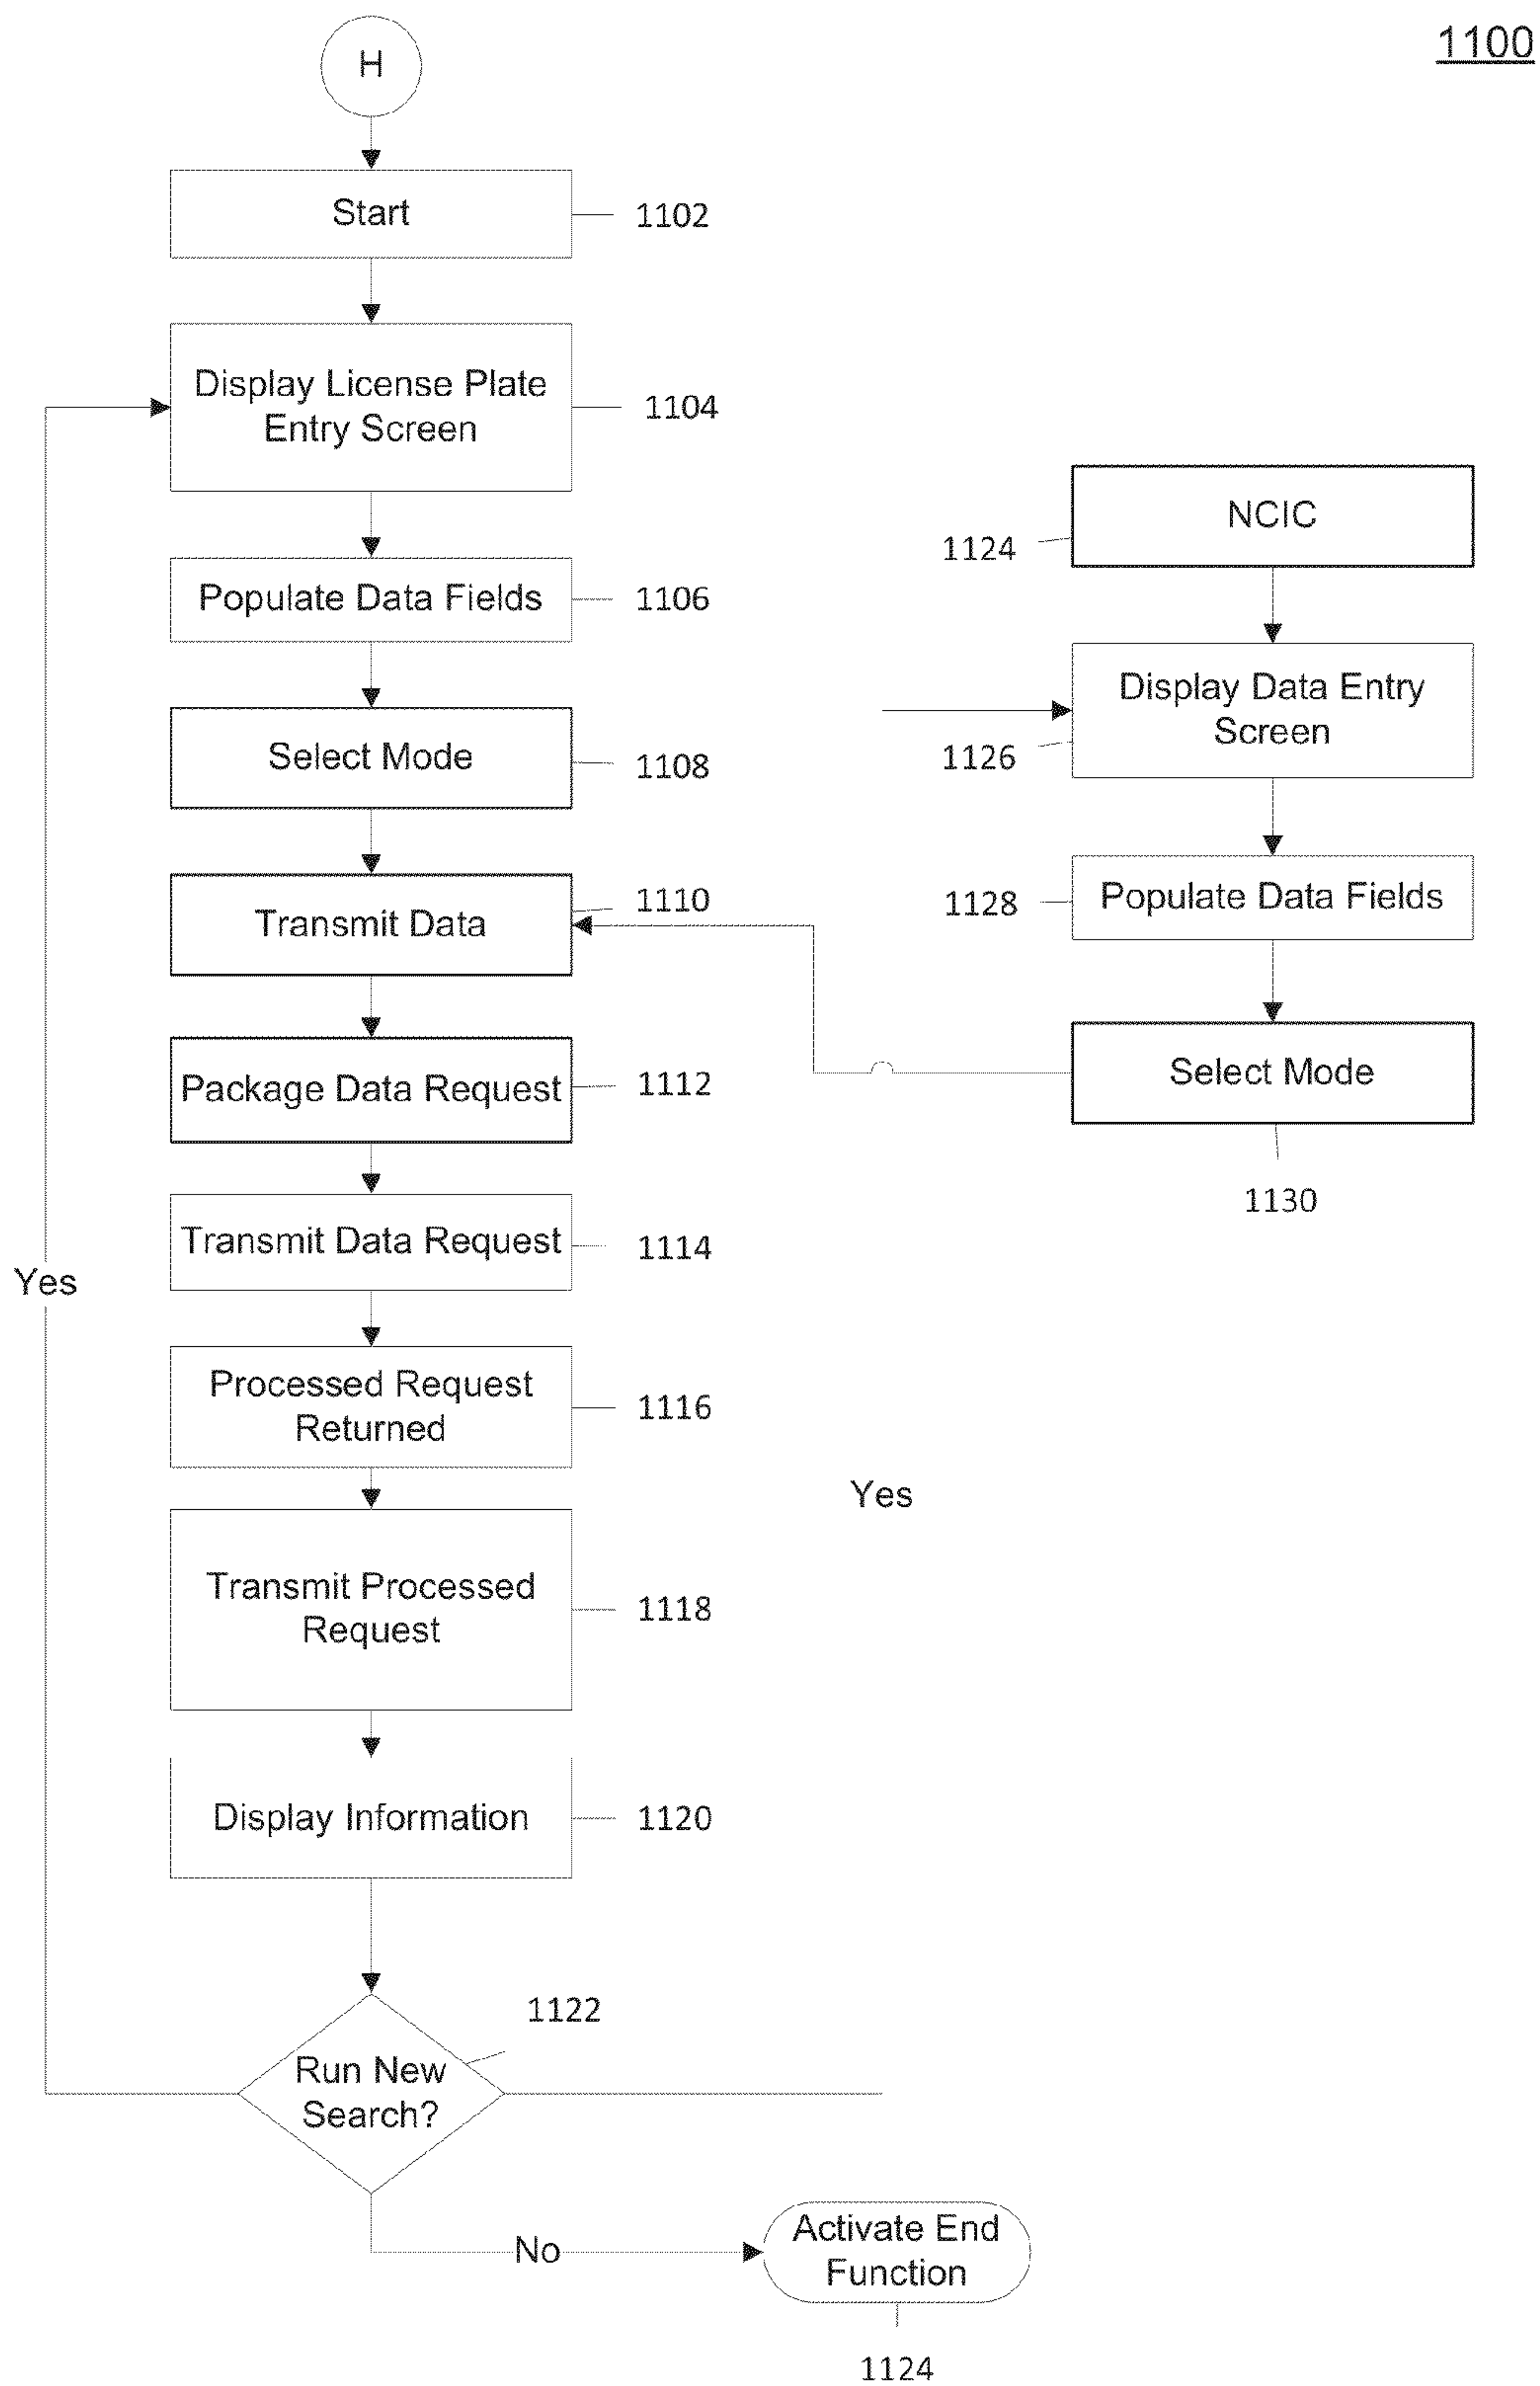 1100
H
Start
1102
Display License Plate
Entry Screen
1104
Populate Data Fields
1106
Select Mode
1108
Transmit Data
1110
Package Data Request
1112
Transmit Data Request
1114
Yes
Processed Request
Returned
1116
Transmit Processed
Request
1118
Display Information
1120
Run New
Search?
1122
No
Activate End
Function
1124
NCIC
1124
Display Data Entry
Screen
1126
Populate Data Fields
1128
Select Mode
1130
Yes